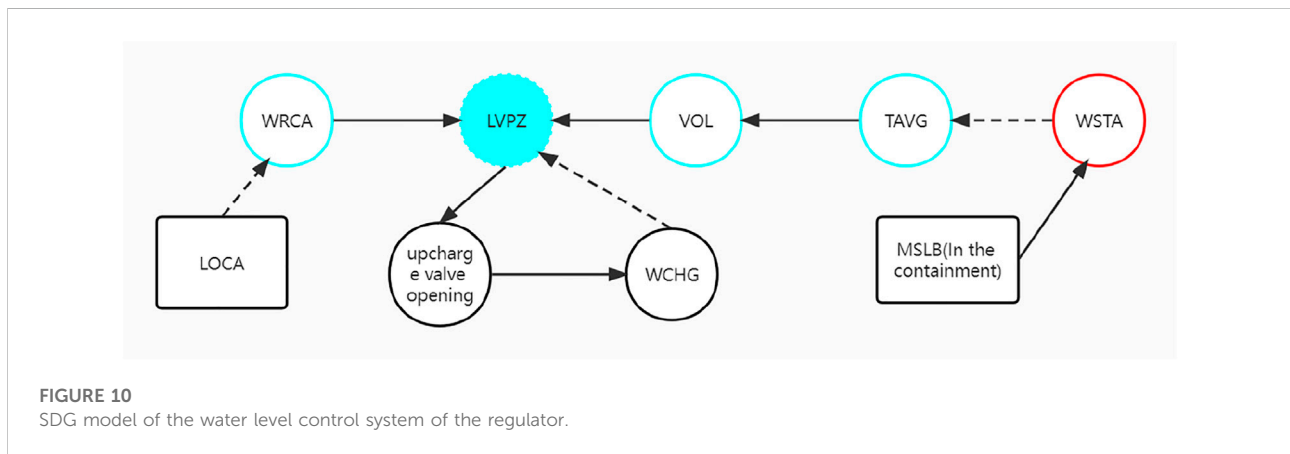 WRCA
LVPZ
VOL
TAVG
WSTA
LOCA
upcharg
e valve
opening
WCHG
MSLB(In the
containment)
FIGURE 10
SDG model of the water level control system of the regulator.